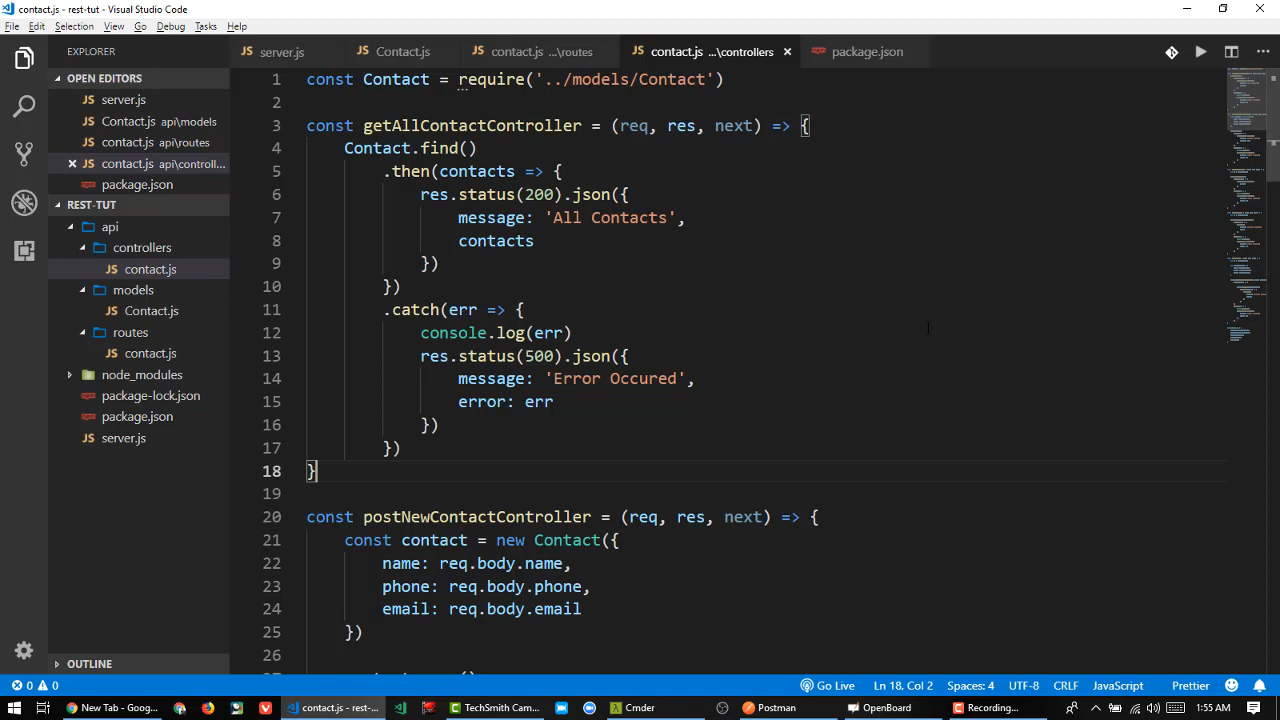 contact.js - rest-tut - Visual Studio Code
File Edit Selection View Go Debug Tasks Help
EXPLORER
OPEN EDITORS
server.js
Contact.js api\models
contact.js api\routes
contact.js api\controll...
package.json
REST-TUT
api
controllers
contact.js
models
Contact.js
routes
contact.js
node_modules
package-lock.json
package.json
server.js
OUTLINE
server.js Contact.js contact.js ...\routes contact.js ...\controllers package.json
1 const Contact = require('../models/Contact')
2
3 const getAllContactController = (req, res, next) => {
4 Contact.find()
5 .then(contacts => {
6 res.status(200).json({
7 message: 'All Contacts',
8 contacts
9 })
10 })
11 .catch(err => {
12 console.log(err)
13 res.status(500).json({
14 message: 'Error Occured',
15 error: err
16 })
17 })
18 }
19
20 const postNewContactController = (req, res, next) => {
21 const contact = new Contact({
22 name: req.body.name,
23 phone: req.body.phone,
24 email: req.body.email
25 })
26
0 0 Go Live Ln 18, Col 2 Spaces: 4 UTF-8 CRLF JavaScript Prettier
New Tab - Goog... contact.js - rest-... TechSmith Cam... Cmder Postman OpenBoard Recording... 1:55 AM